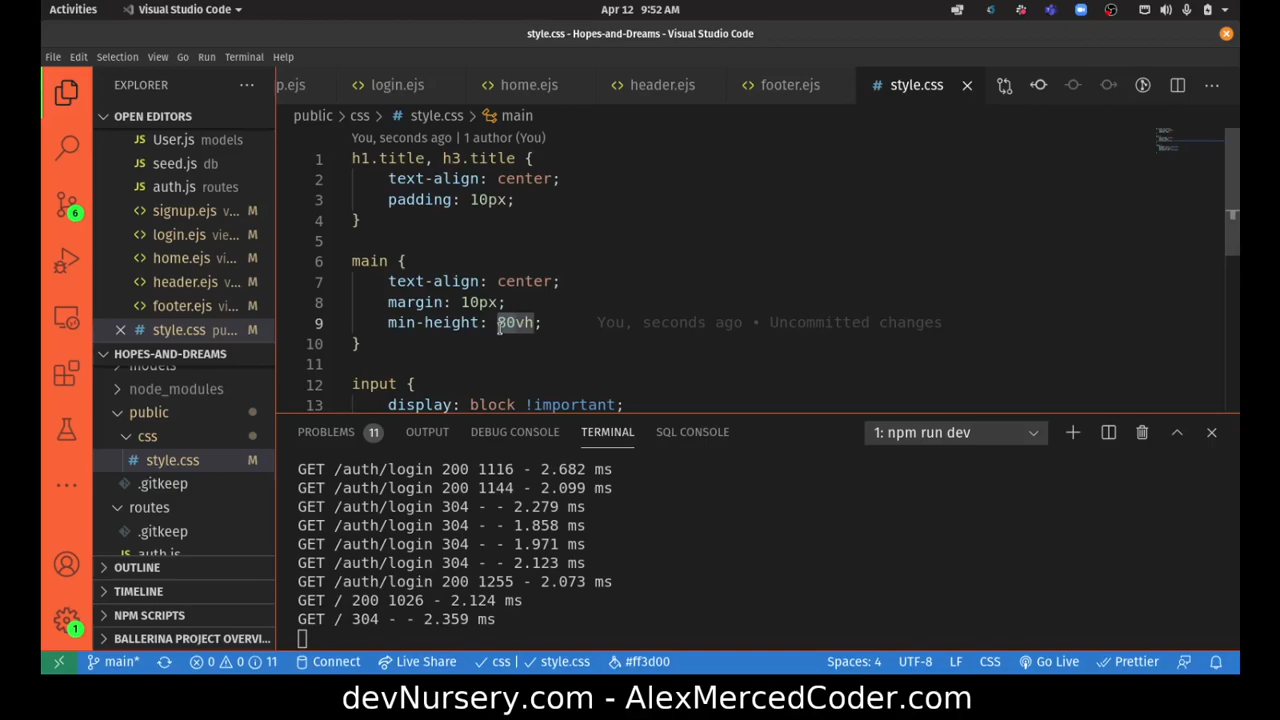 Activities Visual Studio Code Apr 12 9:52 AM
style.css - Hopes-and-Dreams - Visual Studio Code
File Edit Selection View Go Run Terminal Help
EXPLORER
p.ejs login.ejs home.ejs header.ejs footer.ejs # style.css
OPEN EDITORS
public > css > # style.css > main
JS User.js models
JS seed.js db
JS auth.js routes
signup.ejs v... M
login.ejs vie... M
home.ejs vi... M
header.ejs v... M
footer.ejs vi... M
# style.css pu... M
HOPES-AND-DREAMS
models
node_modules
public
css
# style.css M
.gitkeep
routes
.gitkeep
auth.js
OUTLINE
TIMELINE
NPM SCRIPTS
BALLERINA PROJECT OVERVI...
6
1
You, seconds ago | 1 author (You)
1 h1.title, h3.title {
2 text-align: center;
3 padding: 10px;
4 }
5
6 main {
7 text-align: center;
8 margin: 10px;
9 min-height: 80vh; You, seconds ago • Uncommitted changes
10 }
11
12 input {
13 display: block !important;
PROBLEMS 11 OUTPUT DEBUG CONSOLE TERMINAL SQL CONSOLE 1: npm run dev
GET /auth/login 200 1116 - 2.682 ms
GET /auth/login 200 1144 - 2.099 ms
GET /auth/login 304 - - 2.279 ms
GET /auth/login 304 - - 1.858 ms
GET /auth/login 304 - - 1.971 ms
GET /auth/login 304 - - 2.123 ms
GET /auth/login 200 1255 - 2.073 ms
GET / 200 1026 - 2.124 ms
GET / 304 - - 2.359 ms
main* 0 0 11 Connect Live Share css | style.css #ff3d00 Spaces: 4 UTF-8 LF CSS Go Live Prettier
devNursery.com - AlexMercedCoder.com